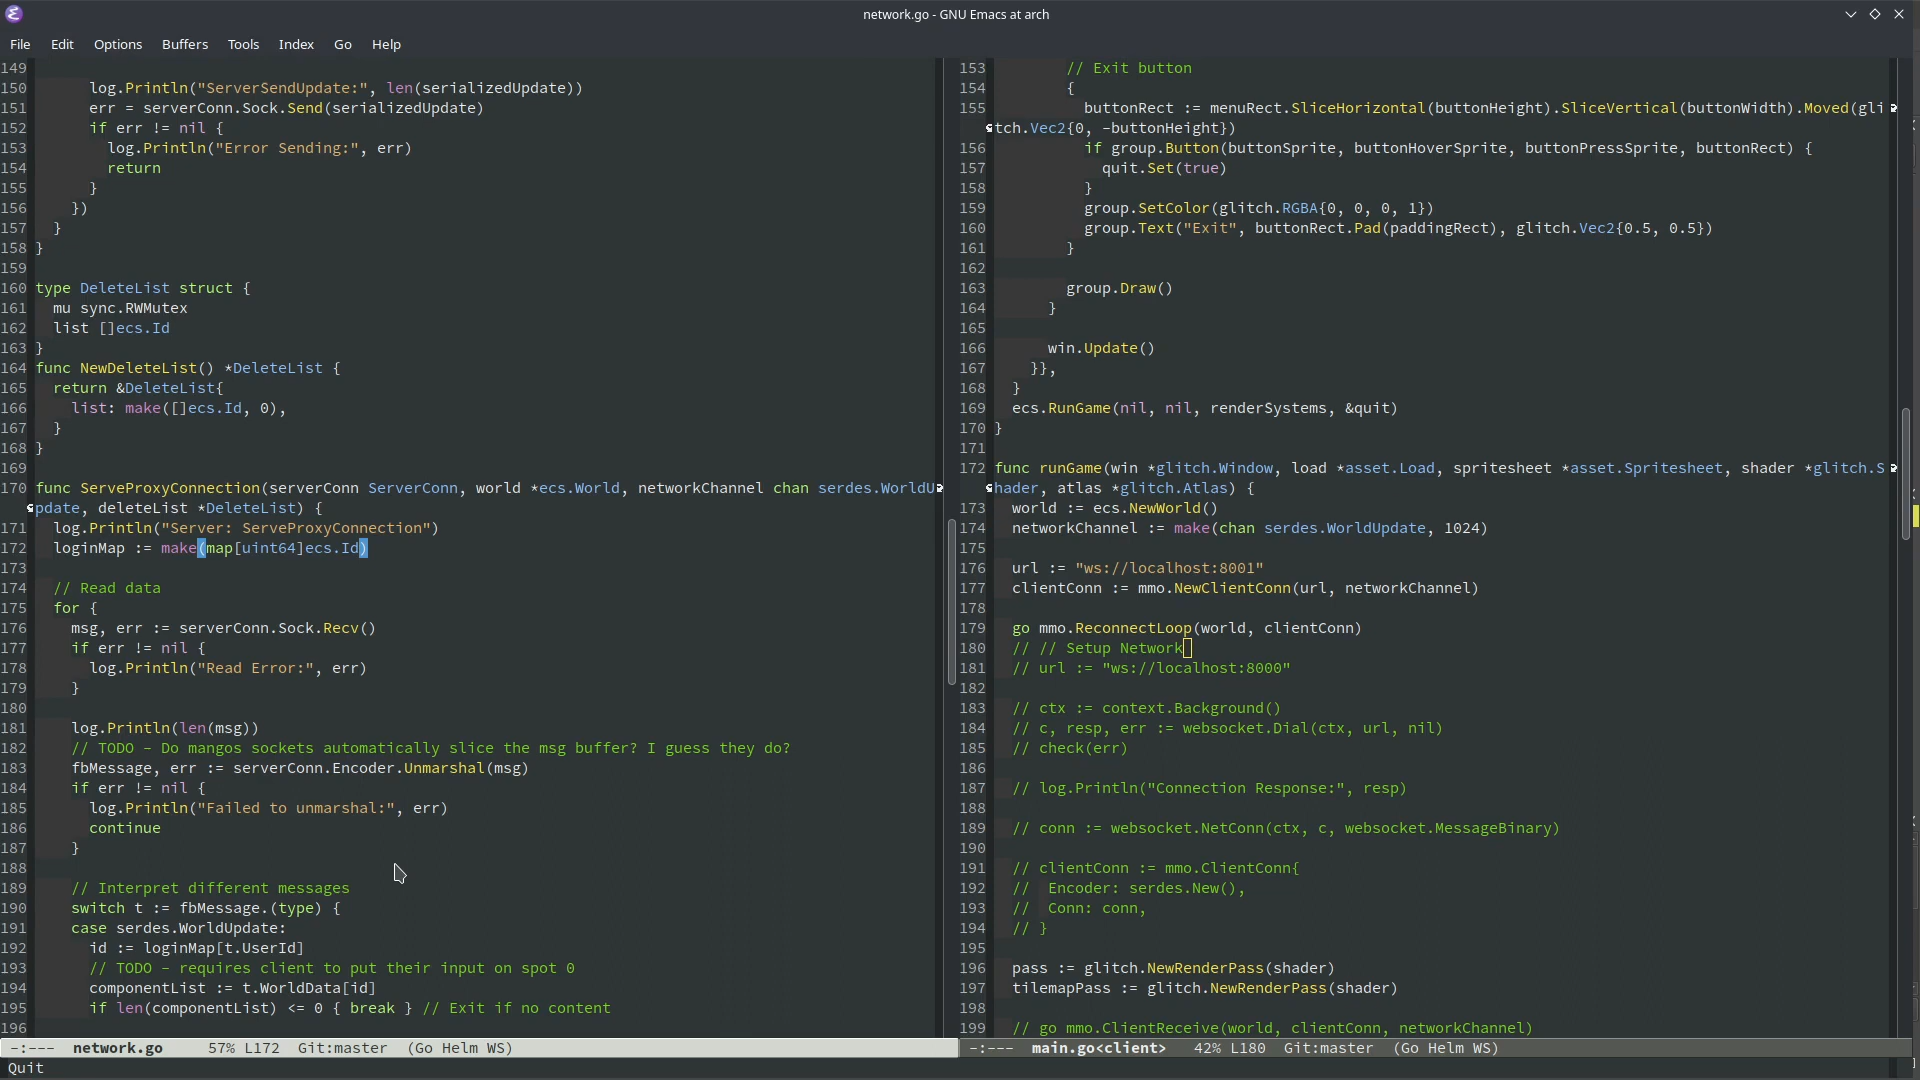 network.go - GNU Emacs at arch
File Edit Options Buffers Tools Index Go Help
149
150 log.Println("ServerSendUpdate:", len(serializedUpdate))
151 err = serverConn.Sock.Send(serializedUpdate)
152 if err != nil {
153 log.Println("Error Sending:", err)
154 return
155 }
156 })
157 }
158 }
159
160 type DeleteList struct {
161 mu sync.RWMutex
162 list []ecs.Id
163 }
164 func NewDeleteList() *DeleteList {
165 return &DeleteList{
166 list: make([]ecs.Id, 0),
167 }
168 }
169
170 func ServeProxyConnection(serverConn ServerConn, world *ecs.World, networkChannel chan serdes.WorldU
pdate, deleteList *DeleteList) {
171 log.Println("Server: ServeProxyConnection")
172 loginMap := make(map[uint64]ecs.Id)
173
174 // Read data
175 for {
176 msg, err := serverConn.Sock.Recv()
177 if err != nil {
178 log.Println("Read Error:", err)
179 }
180
181 log.Println(len(msg))
182 // TODO - Do mangos sockets automatically slice the msg buffer? I guess they do?
183 fbMessage, err := serverConn.Encoder.Unmarshal(msg)
184 if err != nil {
185 log.Println("Failed to unmarshal:", err)
186 continue
187 }
188
189 // Interpret different messages
190 switch t := fbMessage.(type) {
191 case serdes.WorldUpdate:
192 id := loginMap[t.UserId]
193 // TODO - requires client to put their input on spot 0
194 componentList := t.WorldData[id]
195 if len(componentList) <= 0 { break } // Exit if no content
196
-:--- network.go 57% L172 Git:master (Go Helm WS)
153 // Exit button
154 {
155 buttonRect := menuRect.SliceHorizontal(buttonHeight).SliceVertical(buttonWidth).Moved(gli
tch.Vec2{0, -buttonHeight})
156 if group.Button(buttonSprite, buttonHoverSprite, buttonPressSprite, buttonRect) {
157 quit.Set(true)
158 }
159 group.SetColor(glitch.RGBA{0, 0, 0, 1})
160 group.Text("Exit", buttonRect.Pad(paddingRect), glitch.Vec2{0.5, 0.5})
161 }
162
163 group.Draw()
164 }
165
166 win.Update()
167 }},
168 }
169 ecs.RunGame(nil, nil, renderSystems, &quit)
170 }
171
172 func runGame(win *glitch.Window, load *asset.Load, spritesheet *asset.Spritesheet, shader *glitch.S
hader, atlas *glitch.Atlas) {
173 world := ecs.NewWorld()
174 networkChannel := make(chan serdes.WorldUpdate, 1024)
175
176 url := "ws://localhost:8001"
177 clientConn := mmo.NewClientConn(url, networkChannel)
178
179 go mmo.ReconnectLoop(world, clientConn)
180 // // Setup Network
181 // url := "ws://localhost:8000"
182
183 // ctx := context.Background()
184 // c, resp, err := websocket.Dial(ctx, url, nil)
185 // check(err)
186
187 // log.Println("Connection Response:", resp)
188
189 // conn := websocket.NetConn(ctx, c, websocket.MessageBinary)
190
191 // clientConn := mmo.ClientConn{
192 // Encoder: serdes.New(),
193 // Conn: conn,
194 // }
195
196 pass := glitch.NewRenderPass(shader)
197 tilemapPass := glitch.NewRenderPass(shader)
198
199 // go mmo.ClientReceive(world, clientConn, networkChannel)
-:--- main.go<client> 42% L180 Git:master (Go Helm WS)
Quit